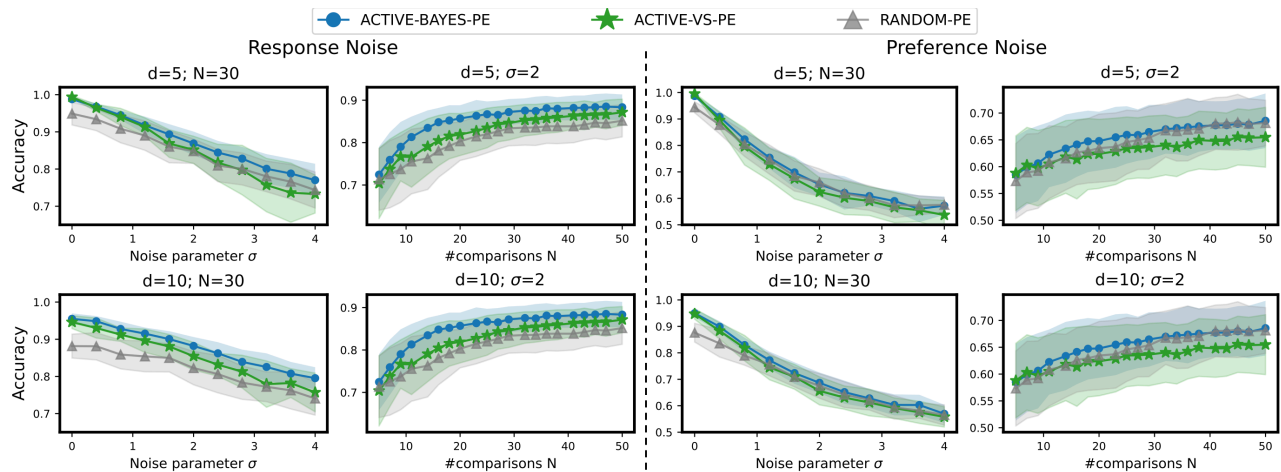 ACTIVE-BAYES-PE ACTIVE-VS-PE RANDOM-PE
Response Noise
Preference Noise
d=5; N=30
Accuracy
1.0
0.9
0.8
0.7
0 1 2 3 4
Noise parameter σ
d=5; σ=2
0.9
0.8
0.7
10 20 30 40 50
#comparisons N
d=5; N=30
1.0
0.9
0.8
0.7
0.6
0.5
0 1 2 3 4
Noise parameter σ
d=5; σ=2
0.70
0.65
0.60
0.55
0.50
10 20 30 40 50
#comparisons N
d=10; N=30
Accuracy
1.0
0.9
0.8
0.7
0 1 2 3 4
Noise parameter σ
d=10; σ=2
0.9
0.8
0.7
10 20 30 40 50
#comparisons N
d=10; N=30
1.0
0.9
0.8
0.7
0.6
0.5
0 1 2 3 4
Noise parameter σ
d=10; σ=2
0.70
0.65
0.60
0.55
0.50
10 20 30 40 50
#comparisons N